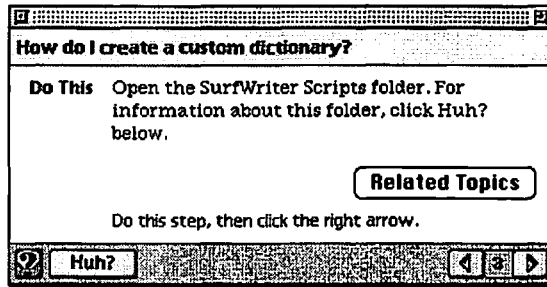 How do I create a custom dictionary?
Do This Open the SurfWriter Scripts folder. For
information about this folder, click Huh?
below.
Related Topics
Do this step, then click the right arrow.
Huh?